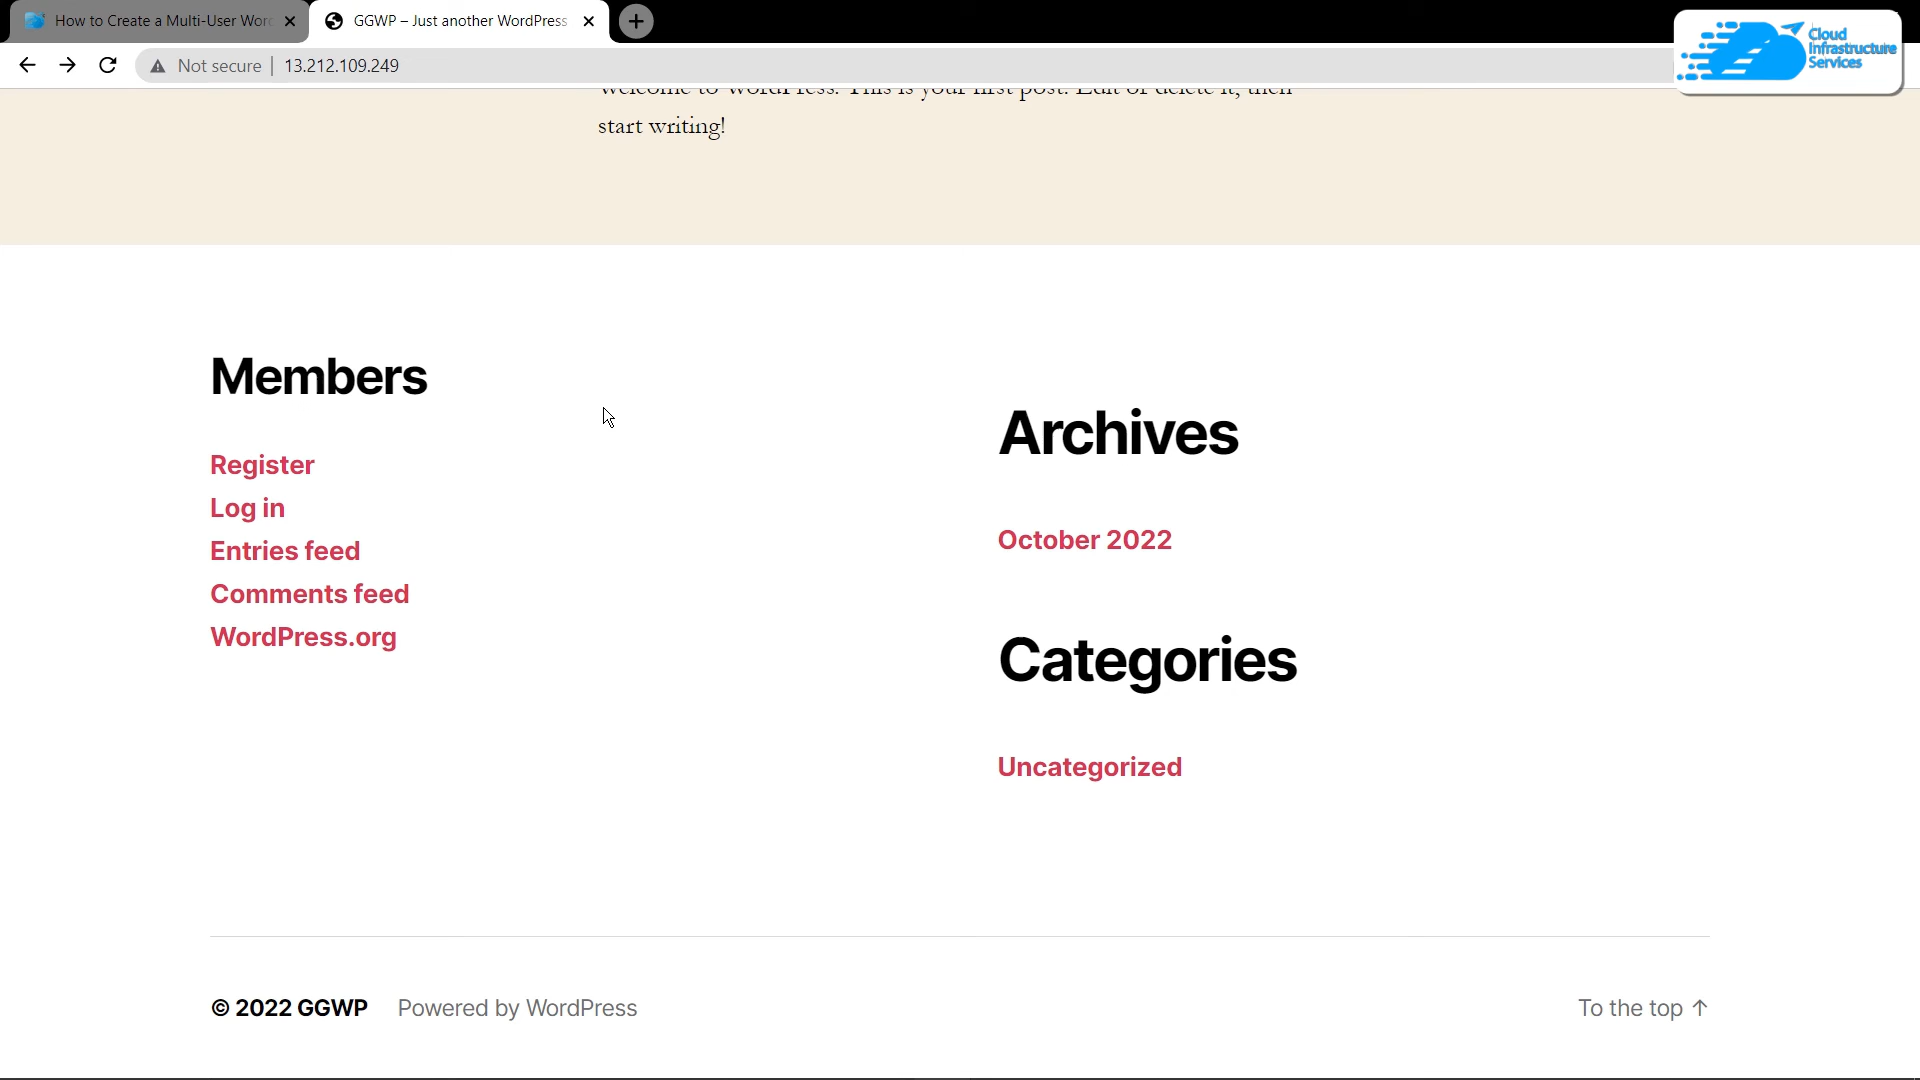 How to Create a Multi-User Wor
GGWP – Just another WordPress
Not secure
13.212.109.249
Cloud
Infrastructure
Services
welcome to WordPress. This is your first post. Edit or delete it, then
start writing!
Members
Register
Log in
Entries feed
Comments feed
WordPress.org
Archives
October 2022
Categories
Uncategorized
© 2022 GGWP
Powered by WordPress
To the top ↑